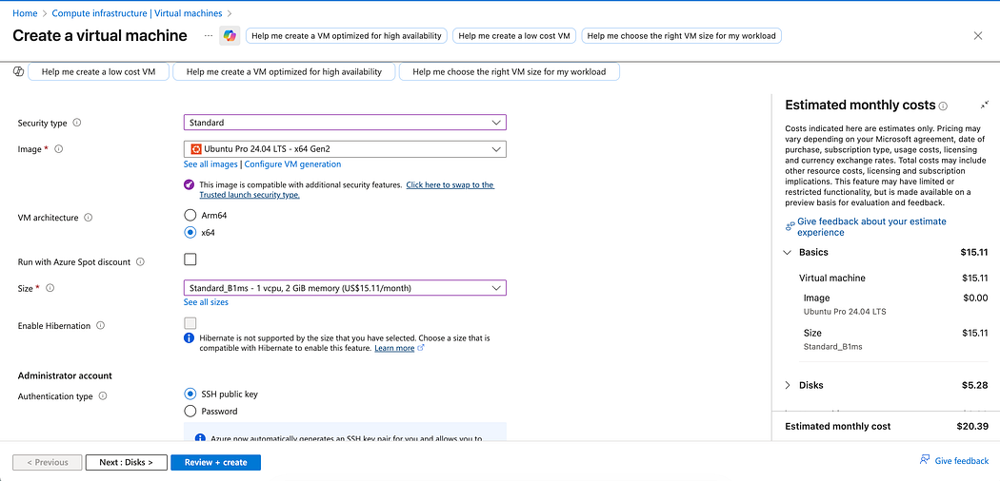 Home > Compute infrastructure | Virtual machines >
Create a virtual machine
...
Help me create a VM optimized for high availability
Help me create a low cost VM
Help me choose the right VM size for my workload
Help me create a low cost VM
Help me create a VM optimized for high availability
Help me choose the right VM size for my workload
Security type
Standard
Image *
Ubuntu Pro 24.04 LTS - x64 Gen2
See all images | Configure VM generation
This image is compatible with additional security features. Click here to swap to the
Trusted launch security type.
VM architecture
Arm64
x64
Run with Azure Spot discount
Size *
Standard_B1ms - 1 vcpu, 2 GiB memory (US$15.11/month)
See all sizes
Enable Hibernation
Hibernate is not supported by the size that you have selected. Choose a size that is
compatible with Hibernate to enable this feature. Learn more
Administrator account
Authentication type
SSH public key
Password
Azure now automatically generates an SSH key pair for you and allows you to
< Previous
Next : Disks >
Review + create
Estimated monthly costs
Costs indicated here are estimates only. Pricing may
vary depending on your Microsoft agreement, date of
purchase, subscription type, usage costs, licensing
and currency exchange rates. Total costs may include
other resource costs, licensing and subscription
implications. This feature may have limited or
restricted functionality, but is made available on a
preview basis for evaluation and feedback.
Give feedback about your estimate
experience
Basics $15.11
Virtual machine $15.11
Image $0.00
Ubuntu Pro 24.04 LTS
Size $15.11
Standard_B1ms
Disks $5.28
Estimated monthly cost $20.39
Give feedback